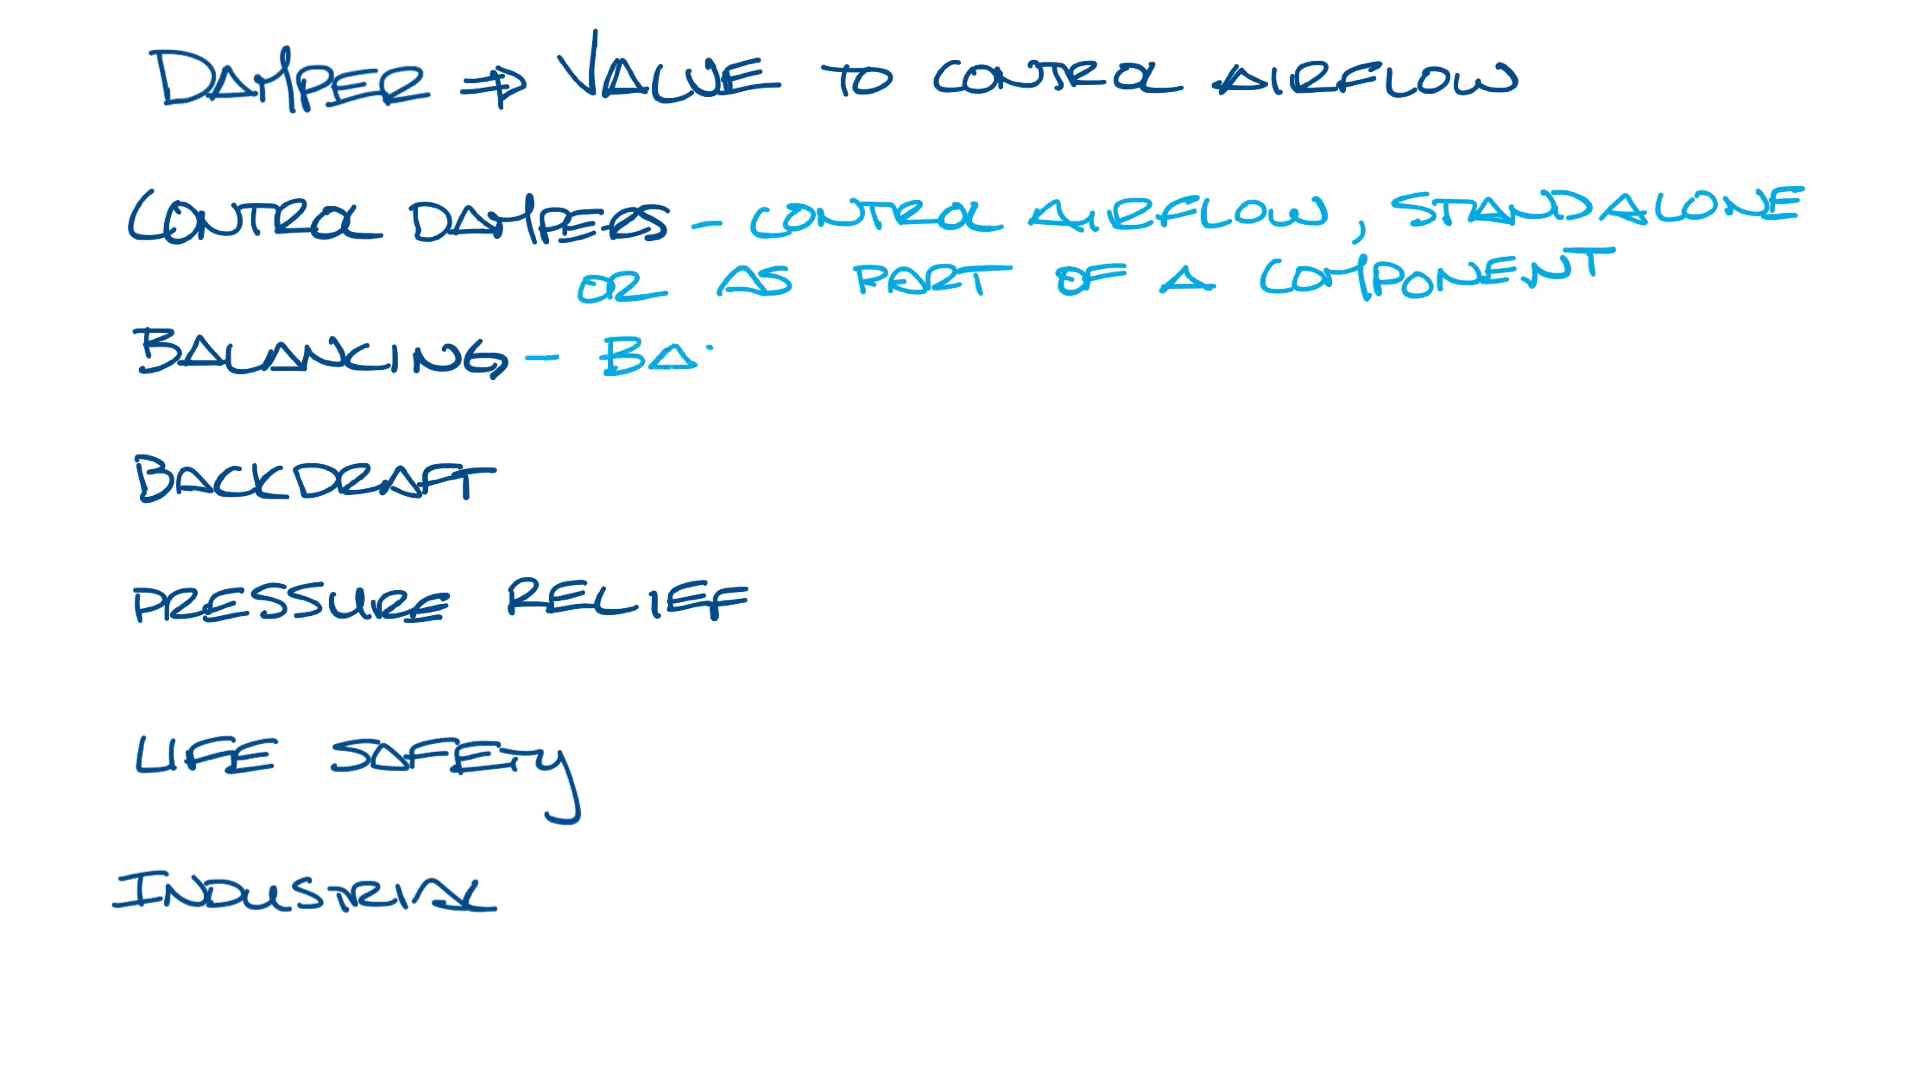 DAMPER ⇒ VALUE TO CONTROL AIRFLOW
CONTROL DAMPERS - CONTROL AIRFLOW, STANDALONE
OR AS PART OF A COMPONENT
BALANCING - BA
BACKDRAFT
PRESSURE RELIEF
LIFE SAFETY
INDUSTRIAL